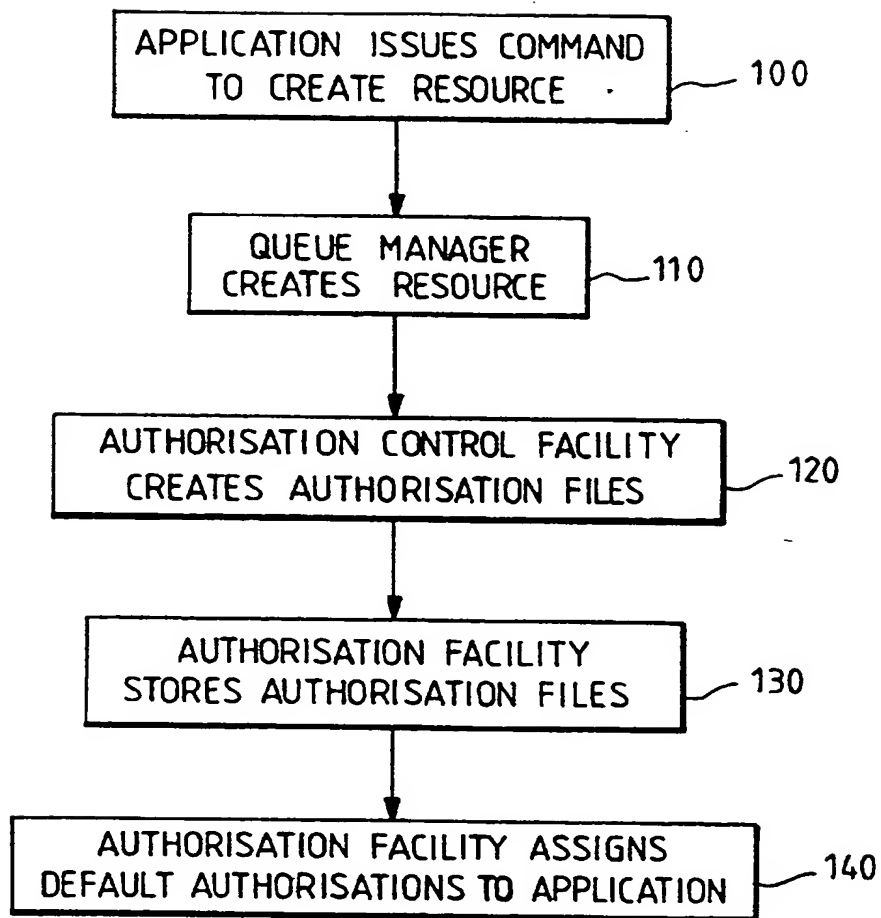 APPLICATION ISSUES COMMAND
TO CREATE RESOURCE
100
QUEUE MANAGER
CREATES RESOURCE
110
AUTHORISATION CONTROL FACILITY
CREATES AUTHORISATION FILES
120
AUTHORISATION FACILITY
STORES AUTHORISATION FILES
130
AUTHORISATION FACILITY ASSIGNS
DEFAULT AUTHORISATIONS TO APPLICATION
140